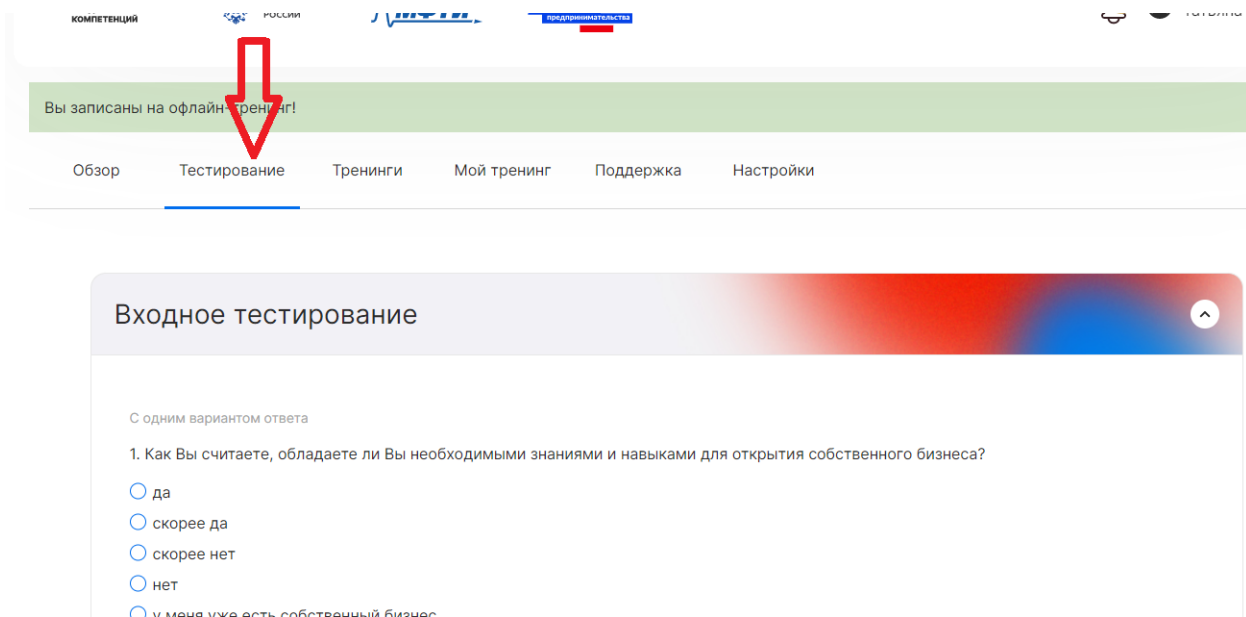 КОМПЕТЕНЦИЙ
РОССИИ
МИФТИ
предпринимательства
Татьяна
Вы записаны на офлайн-тренинг!
Обзор Тестирование Тренинги Мой тренинг Поддержка Настройки
Входное тестирование
С одним вариантом ответа
1. Как Вы считаете, обладаете ли Вы необходимыми знаниями и навыками для открытия собственного бизнеса?
да
скорее да
скорее нет
нет
у меня уже есть собственный бизнес